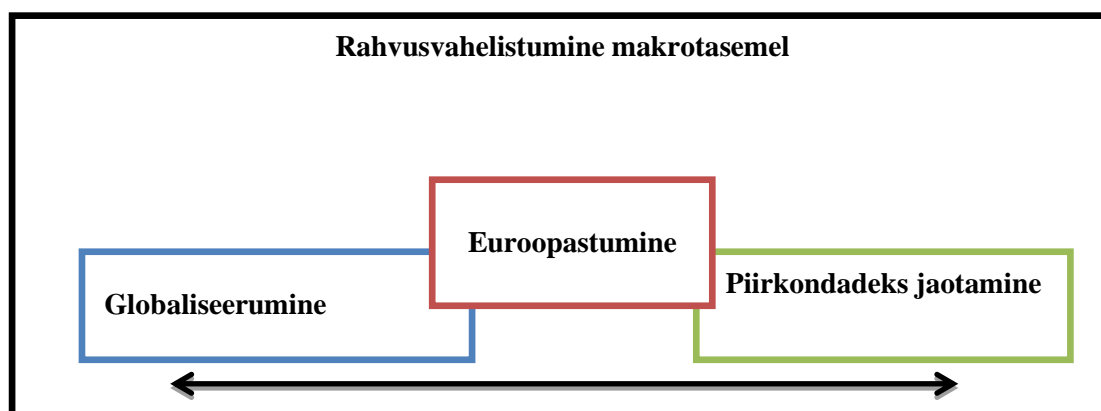 Rahvusvahelistumine makrotasemel
Euroopastumine
Globaliseerumine
Piirkondadeks jaotamine